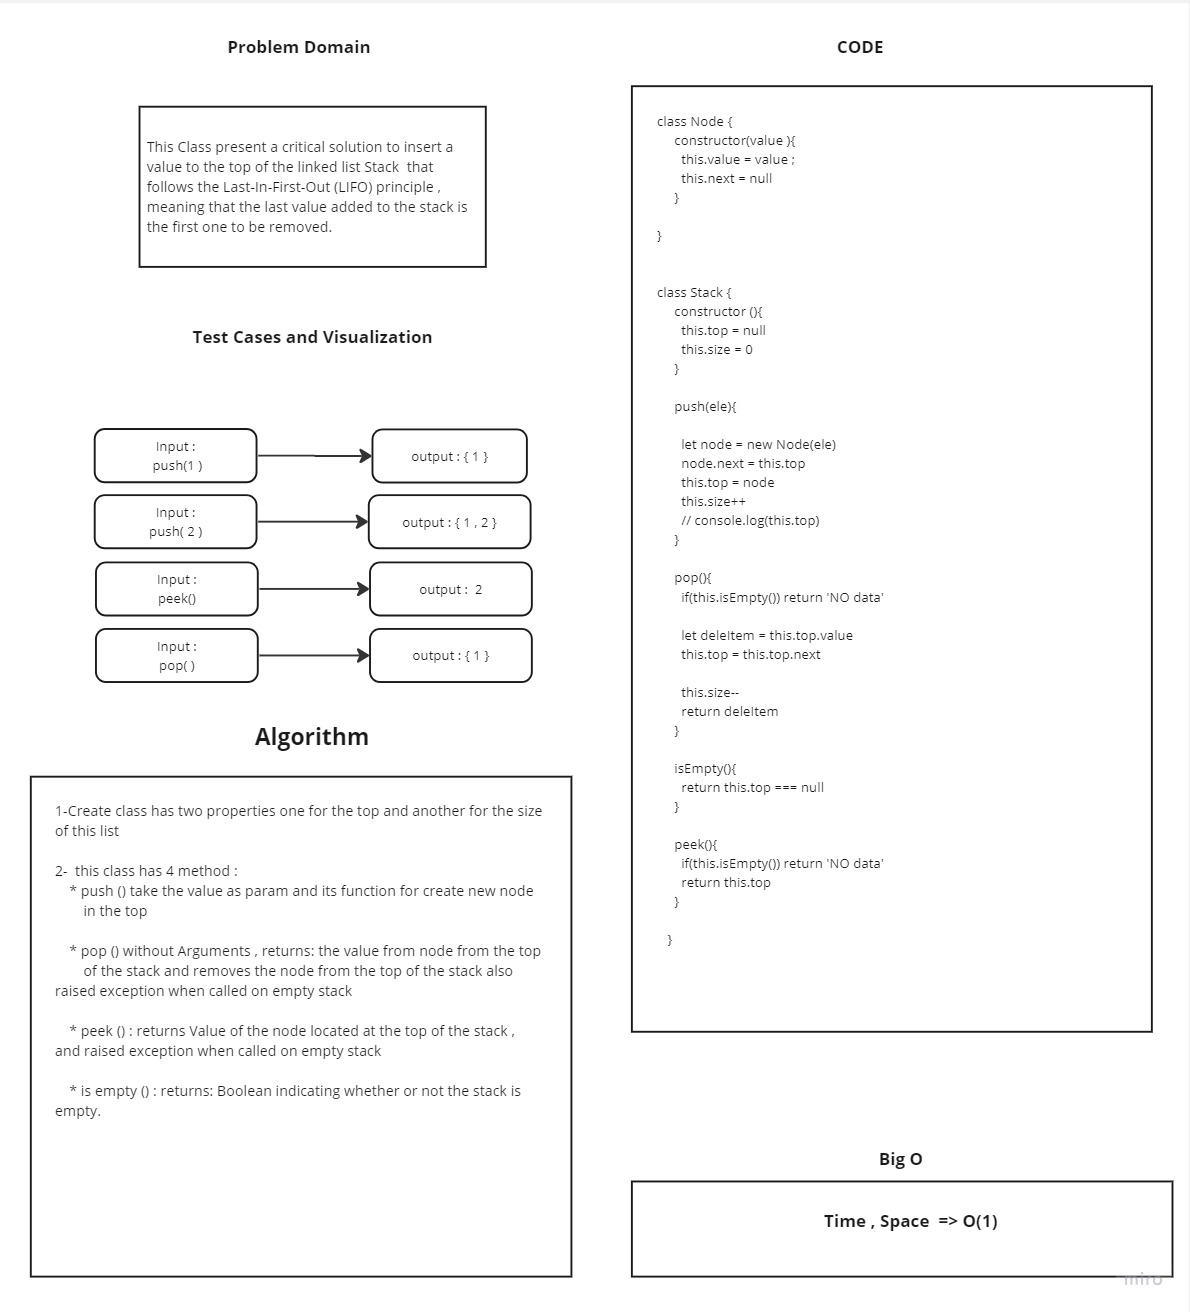 Problem Domain
This Class present a critical solution to insert a
value to the top of the linked list Stack  that
follows the Last-In-First-Out (LIFO) principle ,
meaning that the last value added to the stack is
the first one to be removed.
Test Cases and Visualization
Input :
push(1 )
output : { 1 }
Input :
push( 2 )
output : { 1 , 2 }
Input :
peek()
output :  2
Input :
pop( )
output : { 1 }
Algorithm
1-Create class has two properties one for the top and another for the size
of this list
2-  this class has 4 method :
* push () take the value as param and its function for create new node
in the top
* pop () without Arguments , returns: the value from node from the top
of the stack and removes the node from the top of the stack also
raised exception when called on empty stack
* peek () : returns Value of the node located at the top of the stack ,
and raised exception when called on empty stack
* is empty () : returns: Boolean indicating whether or not the stack is
empty.
CODE
class Node {
constructor(value ){
this.value = value ;
this.next = null
}
}
class Stack {
constructor (){
this.top = null
this.size = 0
}
push(ele){
let node = new Node(ele)
node.next = this.top
this.top = node
this.size++
// console.log(this.top)
}
pop(){
if(this.isEmpty()) return 'NO data'
let deleItem = this.top.value
this.top = this.top.next
this.size--
return deleItem
}
isEmpty(){
return this.top === null
}
peek(){
if(this.isEmpty()) return 'NO data'
return this.top
}
}
Big O
Time , Space  => O(1)
miro